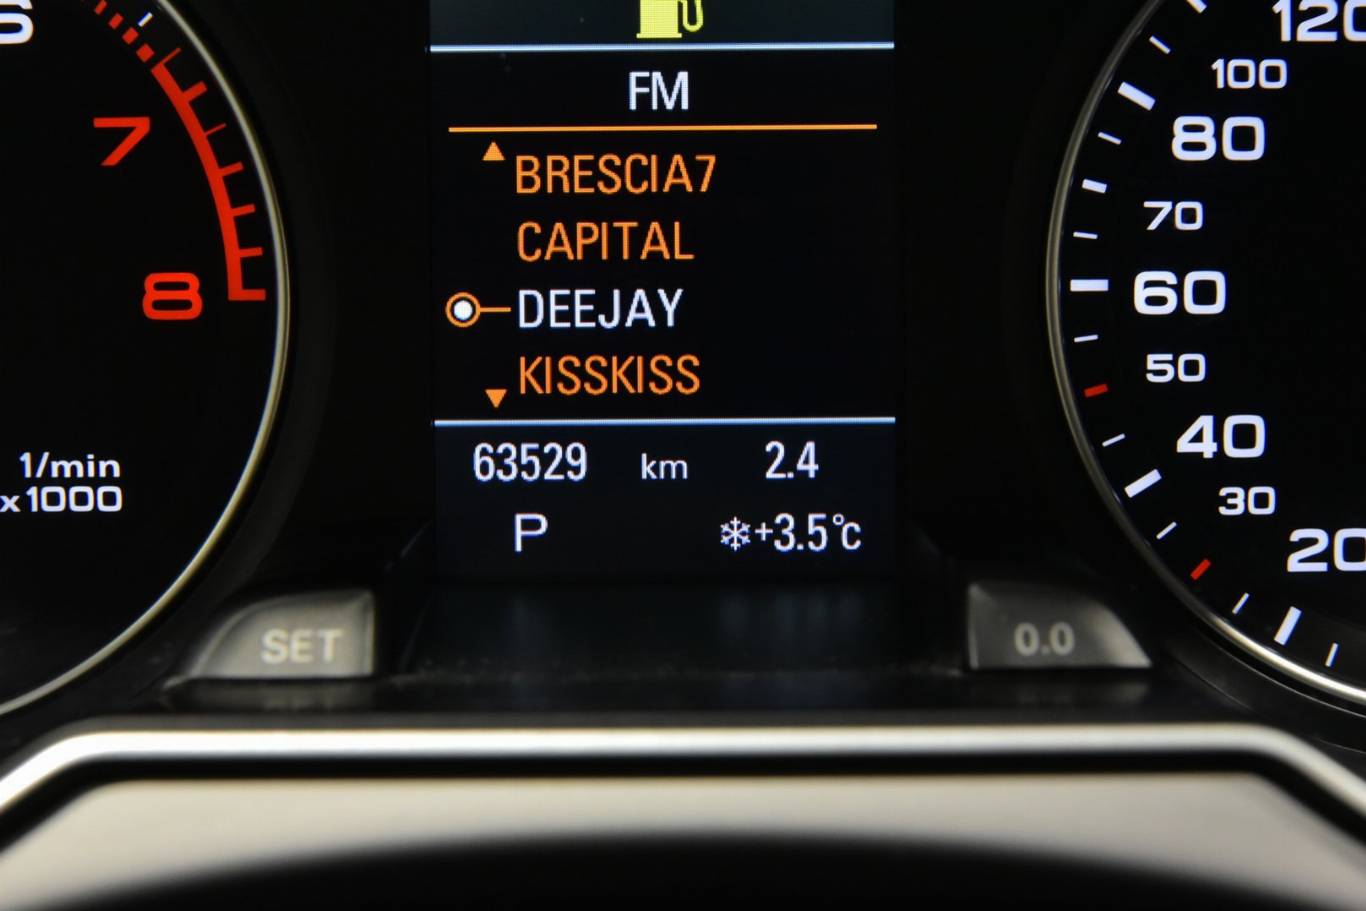 6
7
8
1/min
x1000
FM
BRESCIA7
CAPITAL
DEEJAY
KISSKISS
63529 km 2.4
P ❄+3.5°C
SET
0.0
120
100
80
70
60
50
40
30
20